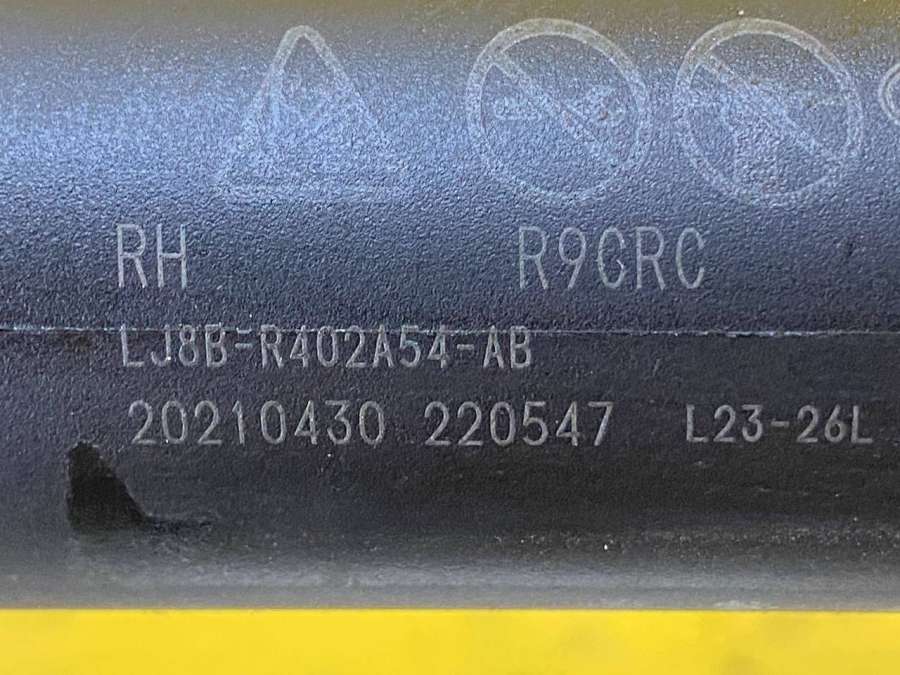 RH R9CRC
LJ8B-R402A54-AB
20210430 220547 L23-26L